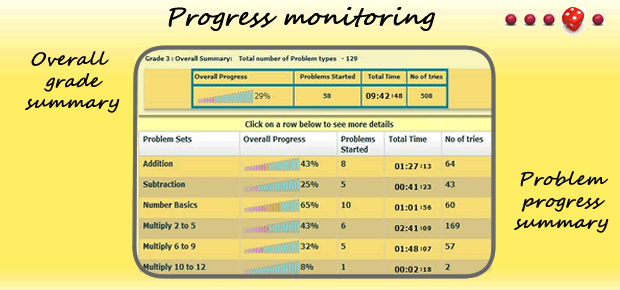 Progress monitoring
Overall
grade
summary
Grade 3 : Overall Summary: Total number of Problem types - 129
Overall Progress Problems Started Total Time No of tries
29% 58 09:42:48 508
Click on a row below to see more details
Problem Sets Overall Progress Problems Started Total Time No of tries
Addition 43% 8 01:27:13 64
Subtraction 25% 5 00:41:23 43
Number Basics 65% 10 01:01:56 60
Multiply 2 to 5 43% 6 02:41:09 169
Multiply 6 to 9 32% 5 01:48:07 57
Multiply 10 to 12 8% 1 00:02:18 2
Problem
progress
summary